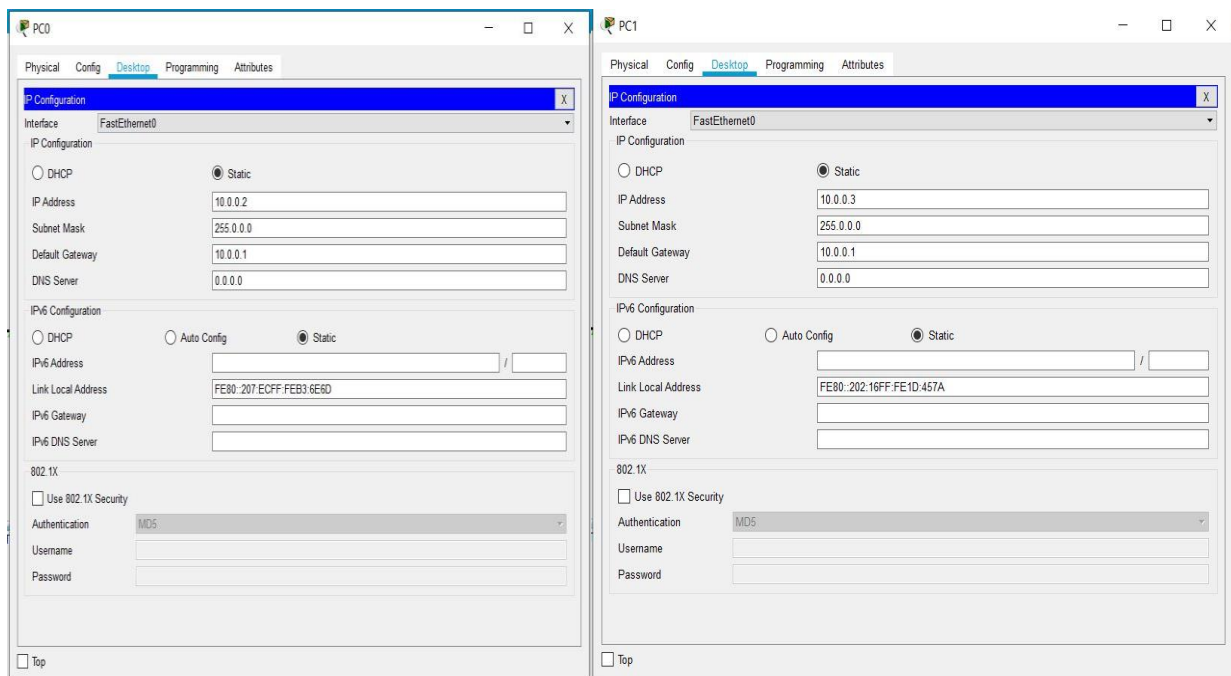 PC0
Physical Config Desktop Programming Attributes
IP Configuration X
Interface FastEthernet0
IP Configuration
DHCP Static
IP Address 10.0.0.2
Subnet Mask 255.0.0.0
Default Gateway 10.0.0.1
DNS Server 0.0.0.0
IPv6 Configuration
DHCP Auto Config Static
IPv6 Address /
Link Local Address FE80::207:ECFF:FEB3:6E6D
IPv6 Gateway
IPv6 DNS Server
802.1X
Use 802.1X Security
Authentication MD5
Username
Password
Top
PC1
Physical Config Desktop Programming Attributes
IP Configuration X
Interface FastEthernet0
IP Configuration
DHCP Static
IP Address 10.0.0.3
Subnet Mask 255.0.0.0
Default Gateway 10.0.0.1
DNS Server 0.0.0.0
IPv6 Configuration
DHCP Auto Config Static
IPv6 Address /
Link Local Address FE80::202:16FF:FE1D:457A
IPv6 Gateway
IPv6 DNS Server
802.1X
Use 802.1X Security
Authentication MD5
Username
Password
Top